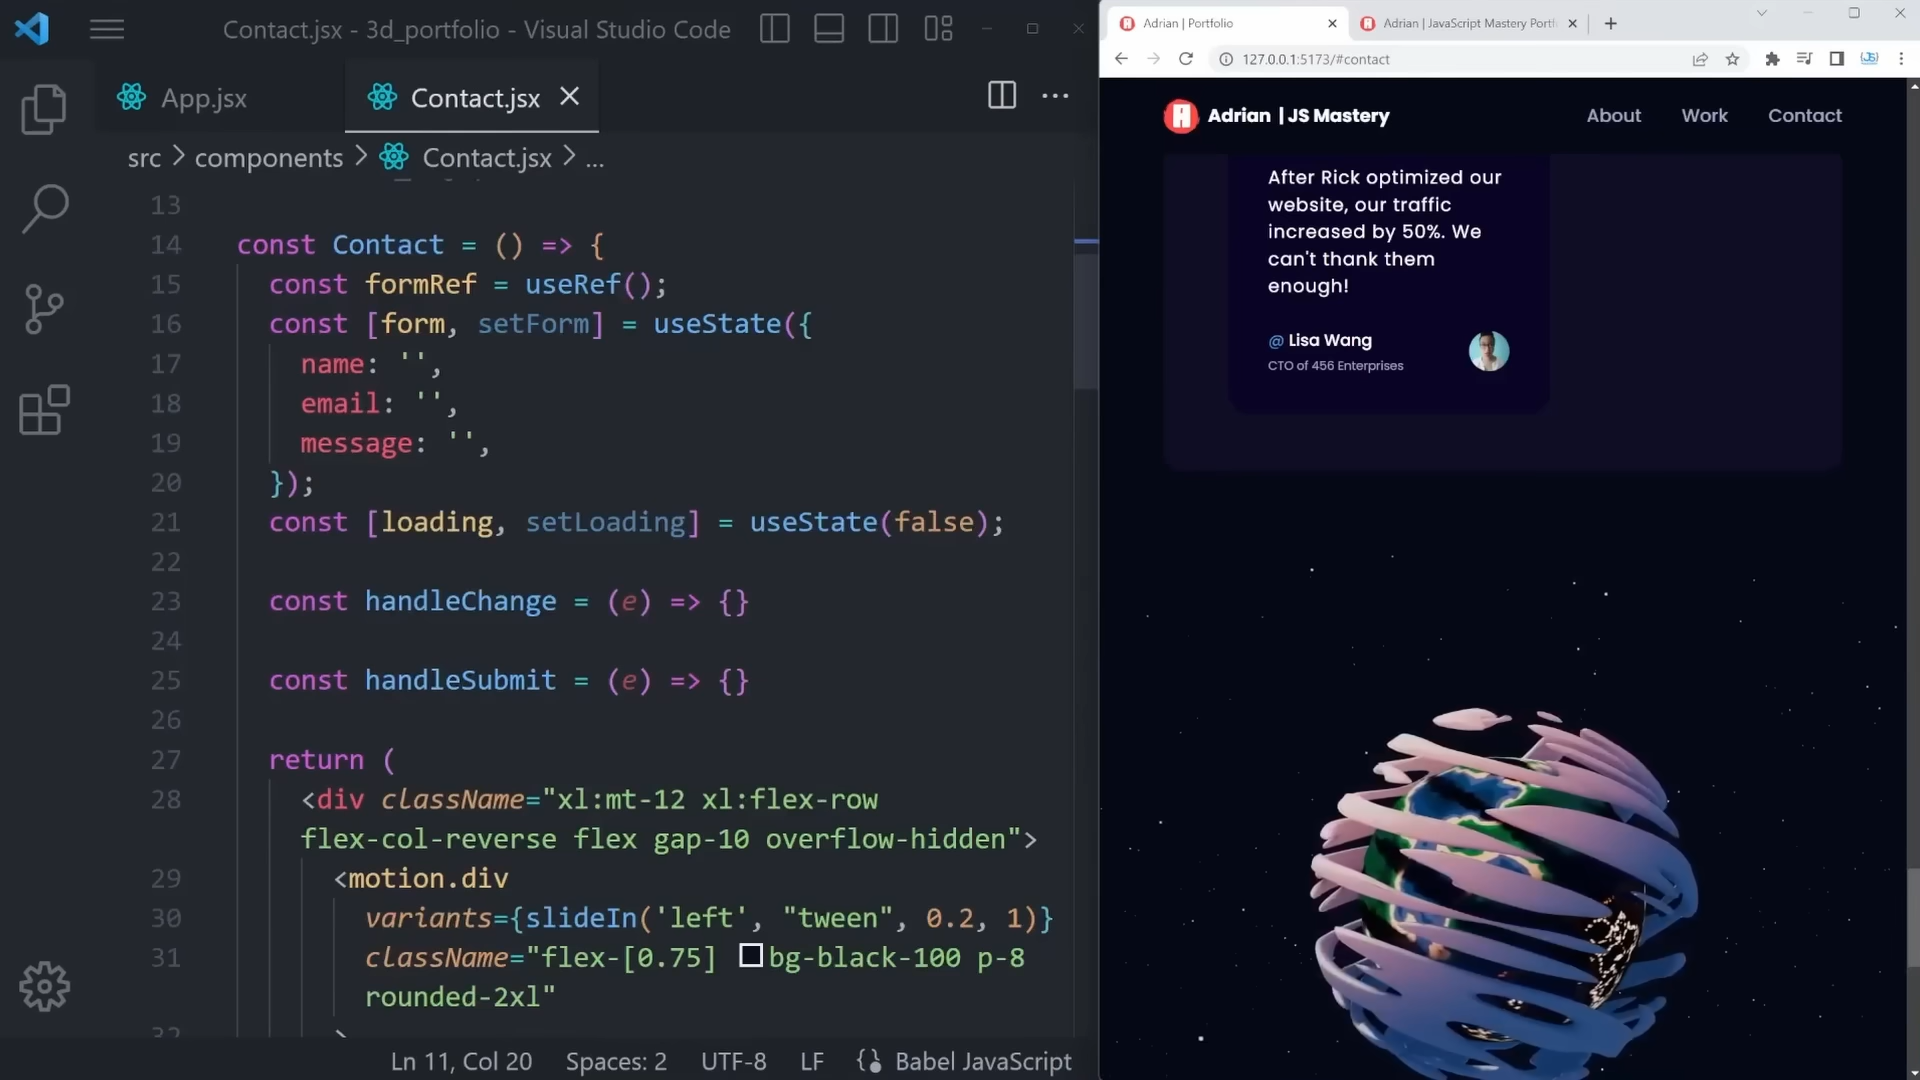 Contact.jsx - 3d_portfolio - Visual Studio Code
App.jsx
Contact.jsx
src > components > Contact.jsx > ...
13
14 const Contact = () => {
15 const formRef = useRef();
16 const [form, setForm] = useState({
17 name: '',
18 email: '',
19 message: '',
20 });
21 const [loading, setLoading] = useState(false);
22
23 const handleChange = (e) => {}
24
25 const handleSubmit = (e) => {}
26
27 return (
28 <div className="xl:mt-12 xl:flex-row
flex-col-reverse flex gap-10 overflow-hidden">
29 <motion.div
30 variants={slideIn('left', "tween", 0.2, 1)}
31 className="flex-[0.75] bg-black-100 p-8
rounded-2xl"
32 >
Ln 11, Col 20 Spaces: 2 UTF-8 LF {} Babel JavaScript
Adrian | Portfolio
Adrian | JavaScript Mastery Portf
127.0.0.1:5173/#contact
Adrian | JS Mastery
About Work Contact
After Rick optimized our
website, our traffic
increased by 50%. We
can't thank them
enough!
@ Lisa Wang
CTO of 456 Enterprises